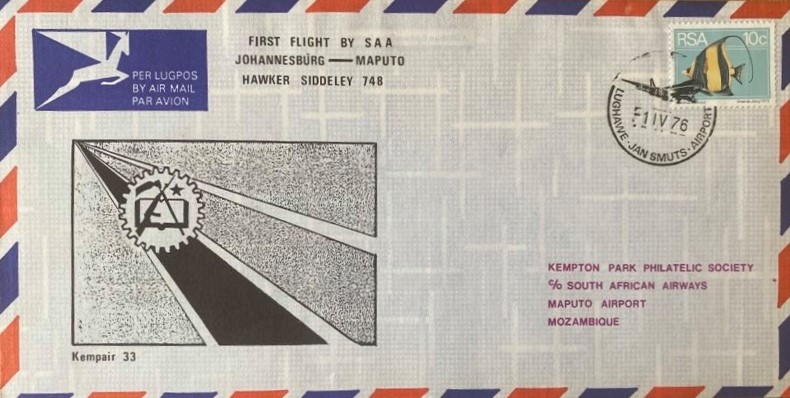 PER LUGPOS
BY AIR MAIL
PAR AVION
FIRST FLIGHT BY SAA
JOHANNESBURG — MAPUTO
HAWKER SIDDELEY 748
RSA 10c
1 IV 76
LUGHAWE · JAN SMUTS · AIRPORT
KEMPTON PARK PHILATELIC SOCIETY
c/o SOUTH AFRICAN AIRWAYS
MAPUTO AIRPORT
MOZAMBIQUE
Kempair 33